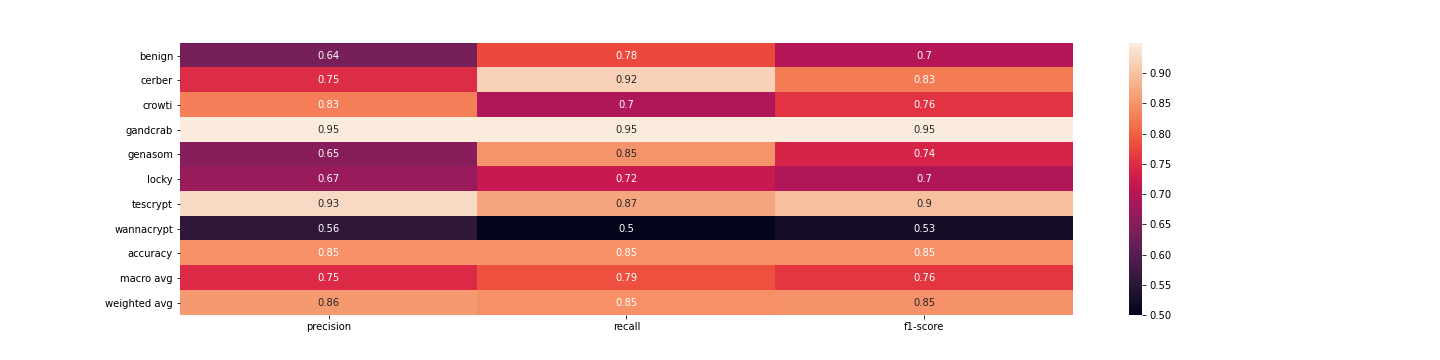 benign 0.64 0.78 0.7
cerber 0.75 0.92 0.83
crowti 0.83 0.7 0.76
gandcrab 0.95 0.95 0.95
genasom 0.65 0.85 0.74
locky 0.67 0.72 0.7
tescrypt 0.93 0.87 0.9
wannacrypt 0.56 0.5 0.53
accuracy 0.85 0.85 0.85
macro avg 0.75 0.79 0.76
weighted avg 0.86 0.85 0.85
precision recall f1-score
0.90
0.85
0.80
0.75
0.70
0.65
0.60
0.55
0.50